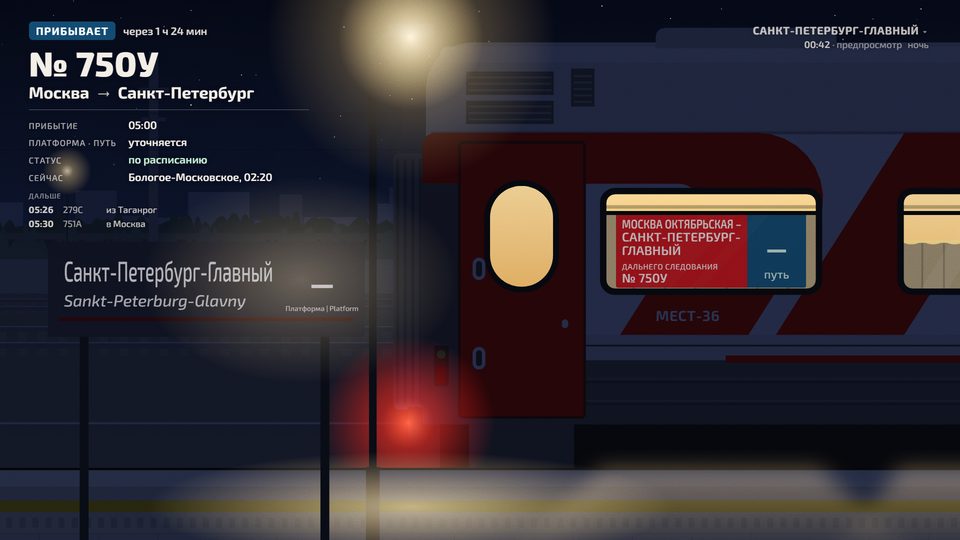 ПРИБЫВАЕТ через 1 ч 24 мин
№ 750У
Москва → Санкт-Петербург
ПРИБЫТИЕ 05:00
ПЛАТФОРМА · ПУТЬ уточняется
СТАТУС по расписанию
СЕЙЧАС Бологое-Московское, 02:20
ДАЛЬШЕ
05:26 279С из Таганрог
05:30 751А в Москва
САНКТ-ПЕТЕРБУРГ-ГЛАВНЫЙ
00:42 · предпросмотр ночь
Санкт-Петербург-Главный
Sankt-Peterburg-Glavny
—
Платформа | Platform
МОСКВА ОКТЯБРЬСКАЯ –
САНКТ-ПЕТЕРБУРГ-
ГЛАВНЫЙ
ДАЛЬНЕГО СЛЕДОВАНИЯ
№ 750У
—
путь
МЕСТ-36